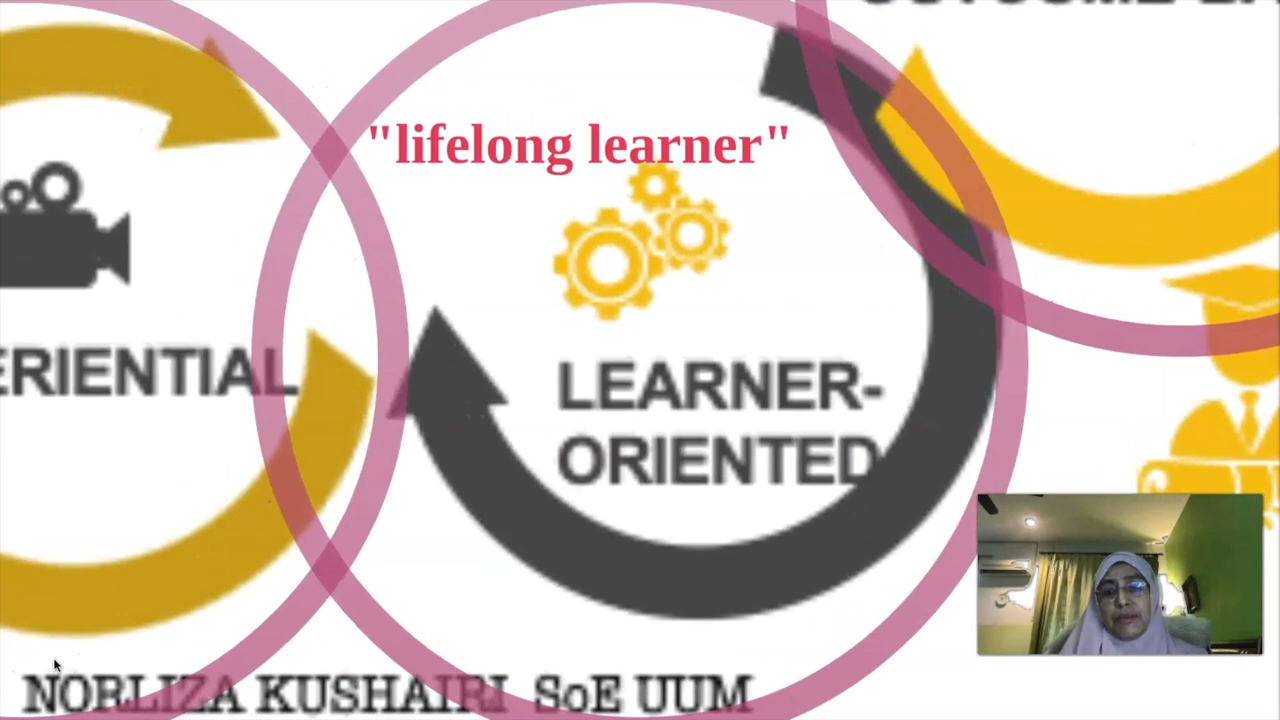 "lifelong learner"
ERIENTIAL
LEARNER-
ORIENTED
NORLIZA KUSHAIRI SoE UUM